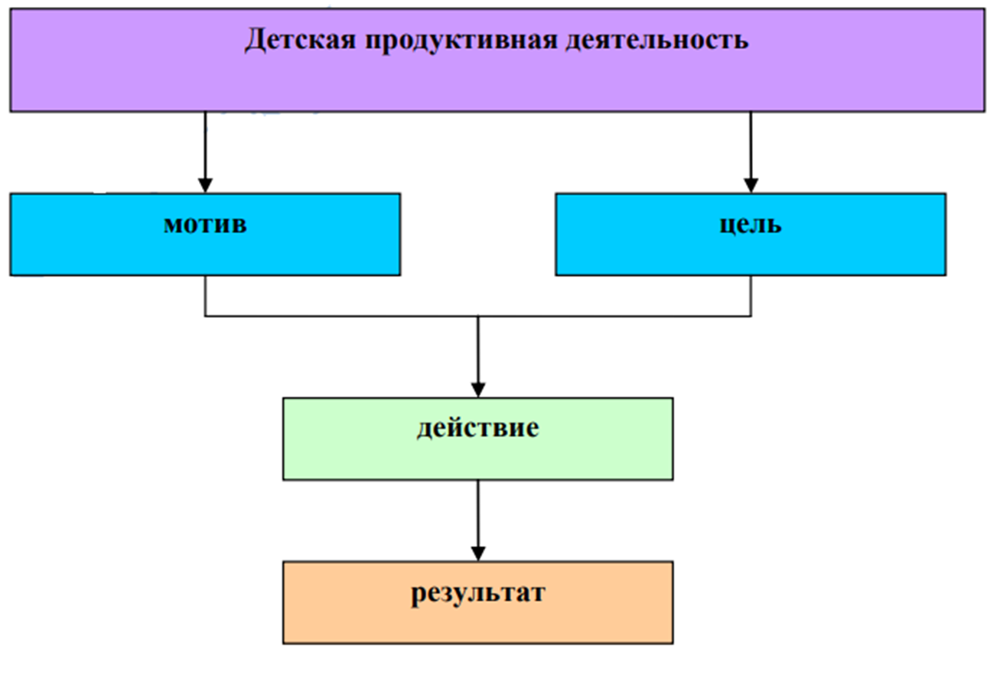 Детская продуктивная деятельность
мотив
цель
действие
результат